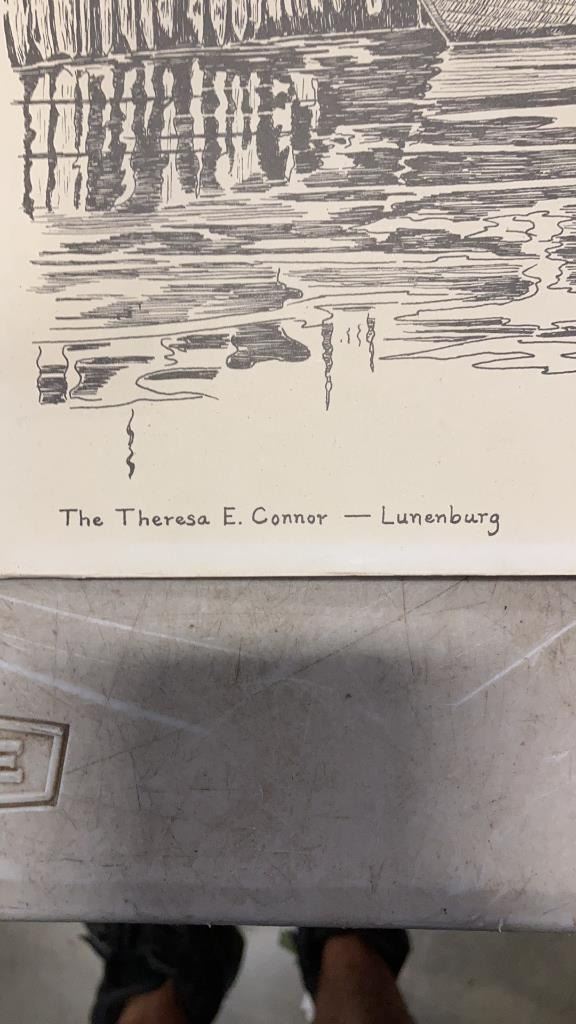 The Theresa E. Connor — Lunenburg
E